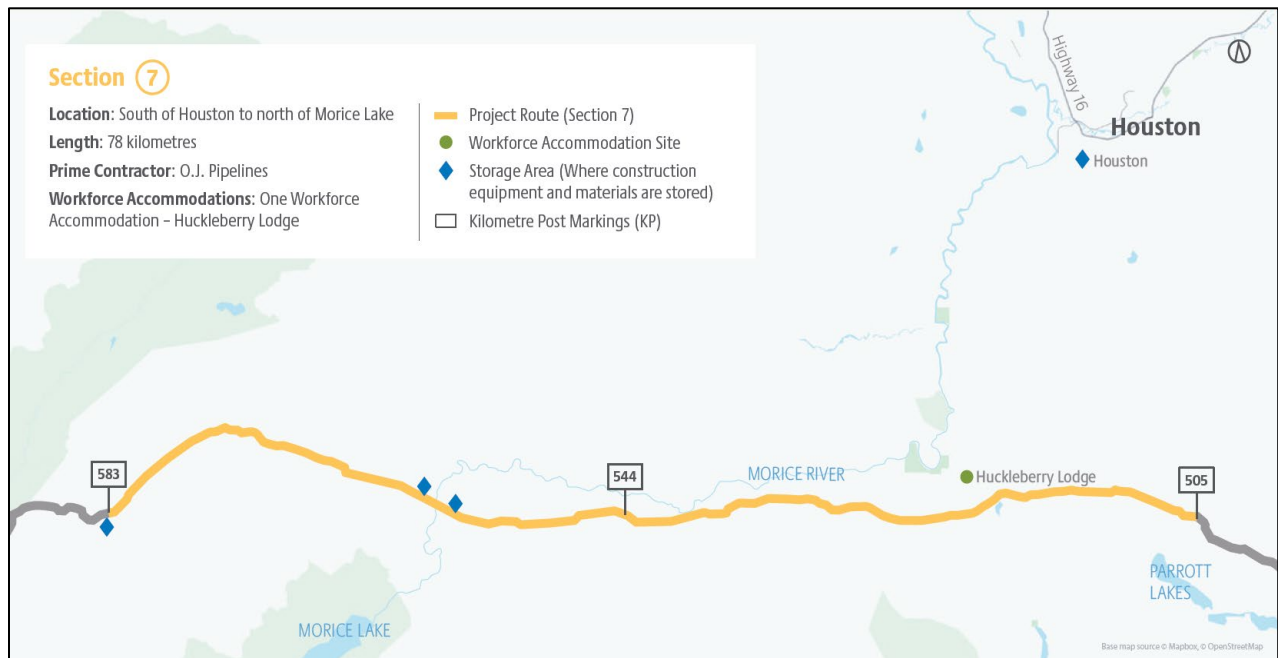 Section 7
Location: South of Houston to north of Morice Lake
Length: 78 kilometres
Prime Contractor: O.J. Pipelines
Workforce Accommodations: One Workforce
Accommodation – Huckleberry Lodge
Project Route (Section 7)
Workforce Accommodation Site
Storage Area (Where construction
equipment and materials are stored)
Kilometre Post Markings (KP)
Highway 16
Houston
Houston
583
544
MORICE RIVER
Huckleberry Lodge
505
PARROTT
LAKES
MORICE LAKE
Base map source © Mapbox, © OpenStreetMap